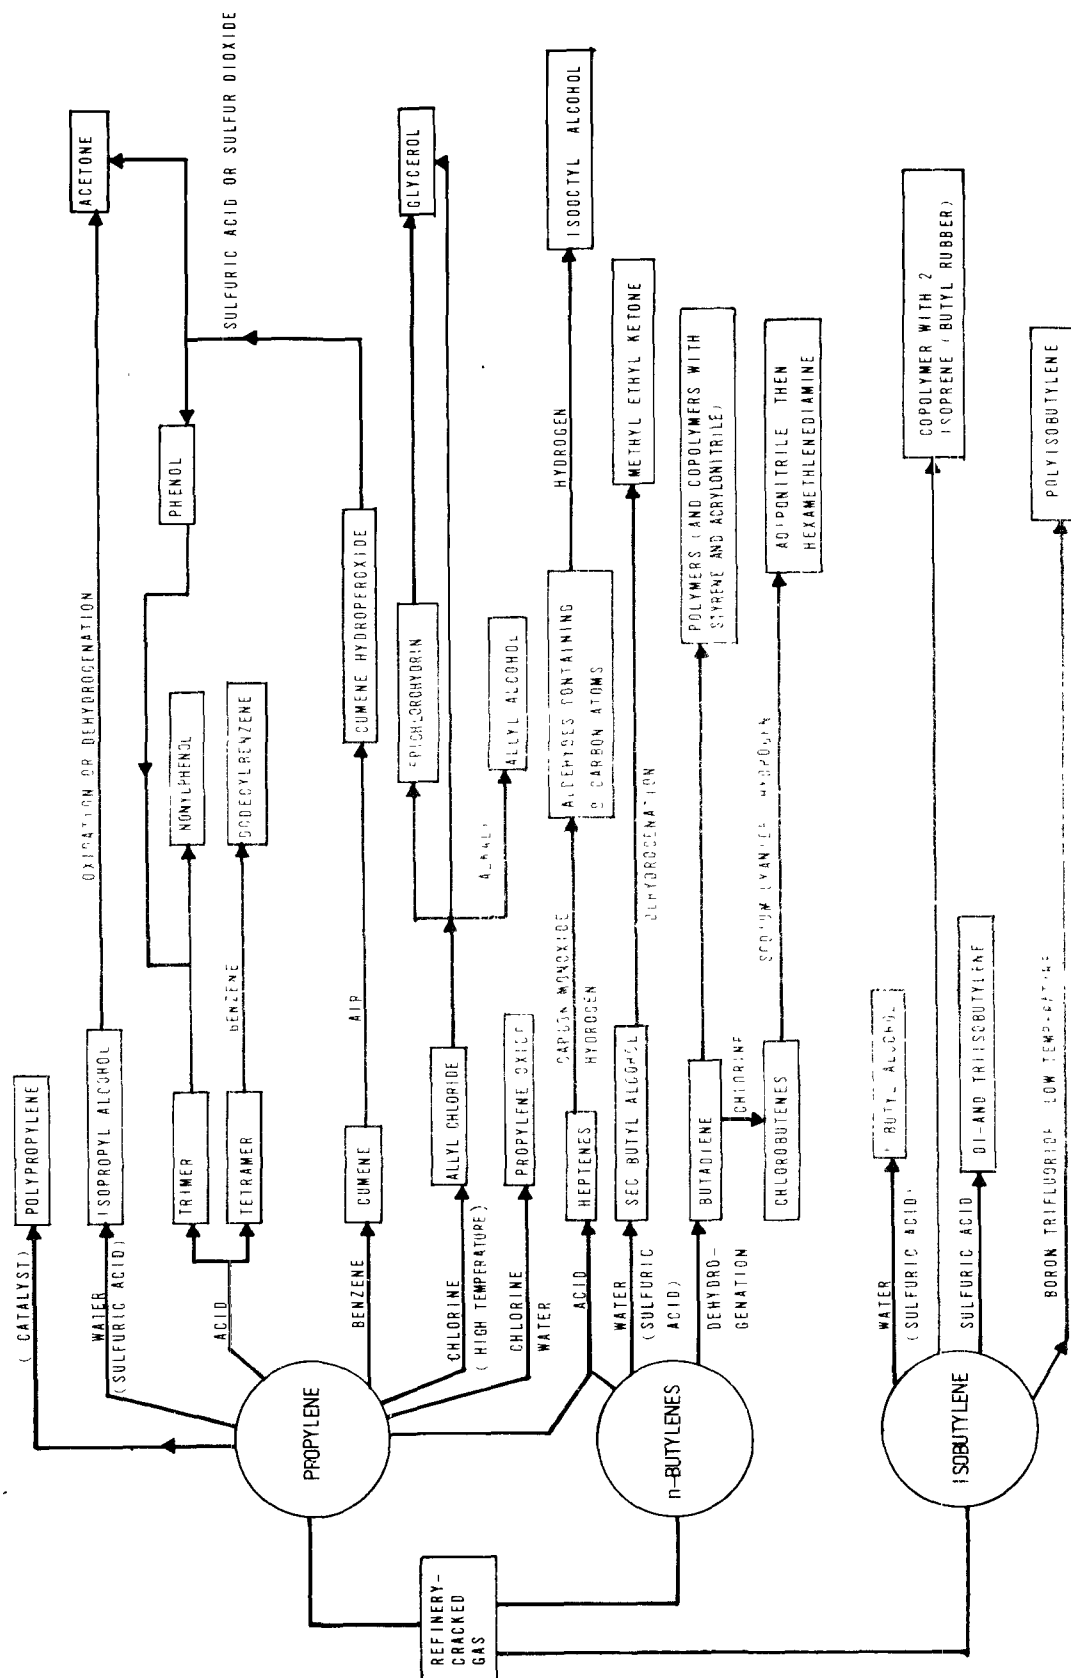 REFINERY-
CRACKED
GAS
PROPYLENE
n-BUTYLENES
ISOBUTYLENE
(CATALYST)
POLYPROPYLENE
WATER
(SULFURIC ACID)
ISOPROPYL ALCOHOL
OXIDATION OR DEHYDROGENATION
ACETONE
ACID
TRIMER
NONYLPHENOL
PHENOL
TETRAMER
BENZENE
DODECYLBENZENE
SULFURIC ACID OR SULFUR DIOXIDE
BENZENE
CUMENE
AIR
CUMENE HYDROPEROXIDE
CHLORINE
(HIGH TEMPERATURE)
ALLYL CHLORIDE
EPICHLOROHYDRIN
GLYCEROL
ALKALI
ALLYL ALCOHOL
CHLORINE
WATER
PROPYLENE OXIDE
ACID
HEPTENES
CARBON MONOXIDE
HYDROGEN
ALDEHYDES CONTAINING
8 CARBON ATOMS
HYDROGEN
ISOOCTYL ALCOHOL
WATER
(SULFURIC
ACID)
SEC BUTYL ALCOHOL
DEHYDROGENATION
METHYL ETHYL KETONE
DEHYDRO-
GENATION
BUTADIENE
POLYMERS (AND COPOLYMERS WITH
STYRENE AND ACRYLONITRILE)
CHLORINE
CHLOROBUTENES
SODIUM CYANIDE HYDROGEN
ADIPONITRILE THEN
HEXAMETHLENEDIAMINE
WATER
(SULFURIC ACID)
BUTYL ALCOHOL
COPOLYMER WITH 2
ISOPRENE (BUTYL RUBBER)
SULFURIC ACID
DI-AND TRIISOBUTYLENE
BORON TRIFLUORIDE LOW TEMPERATURE
POLYISOBUTYLENE